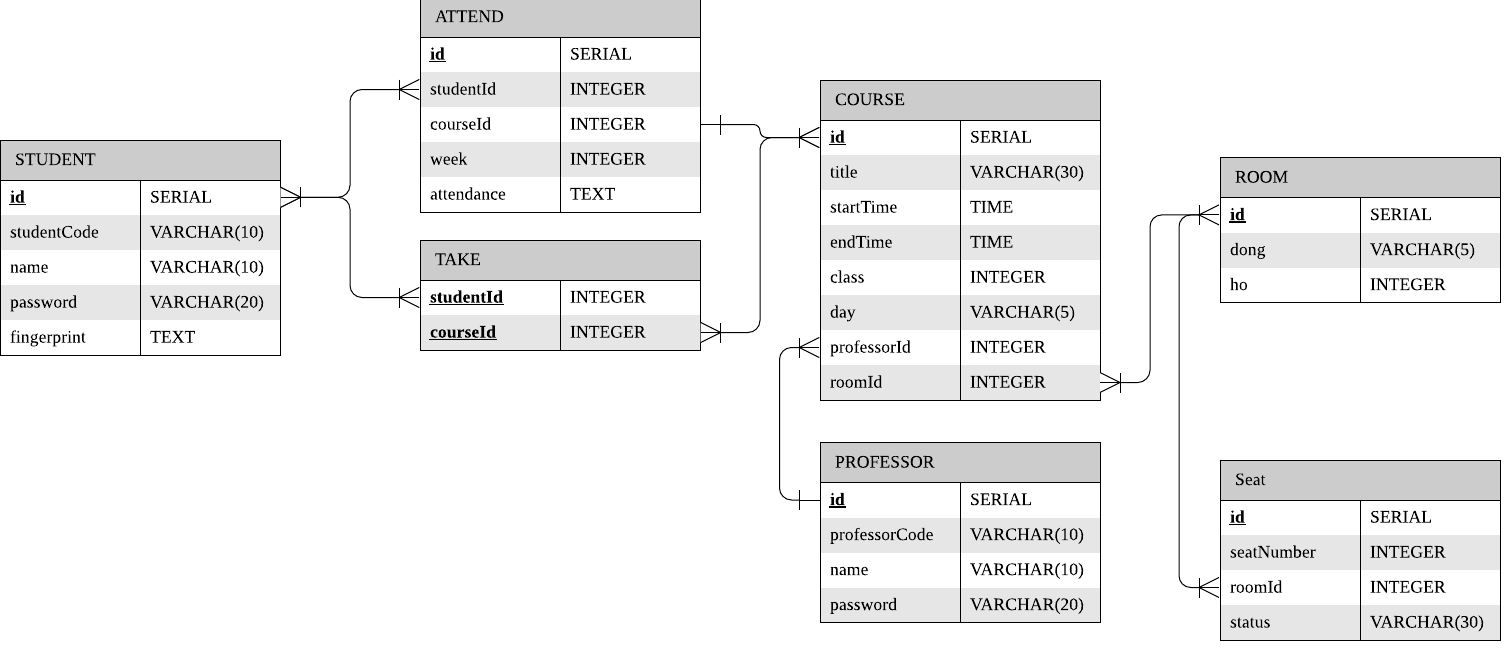 ATTEND
id SERIAL
studentId INTEGER
courseId INTEGER
week INTEGER
attendance TEXT
STUDENT
id SERIAL
studentCode VARCHAR(10)
name VARCHAR(10)
password VARCHAR(20)
fingerprint TEXT
TAKE
studentId INTEGER
courseId INTEGER
COURSE
id SERIAL
title VARCHAR(30)
startTime TIME
endTime TIME
class INTEGER
day VARCHAR(5)
professorId INTEGER
roomId INTEGER
PROFESSOR
id SERIAL
professorCode VARCHAR(10)
name VARCHAR(10)
password VARCHAR(20)
ROOM
id SERIAL
dong VARCHAR(5)
ho INTEGER
Seat
id SERIAL
seatNumber INTEGER
roomId INTEGER
status VARCHAR(30)